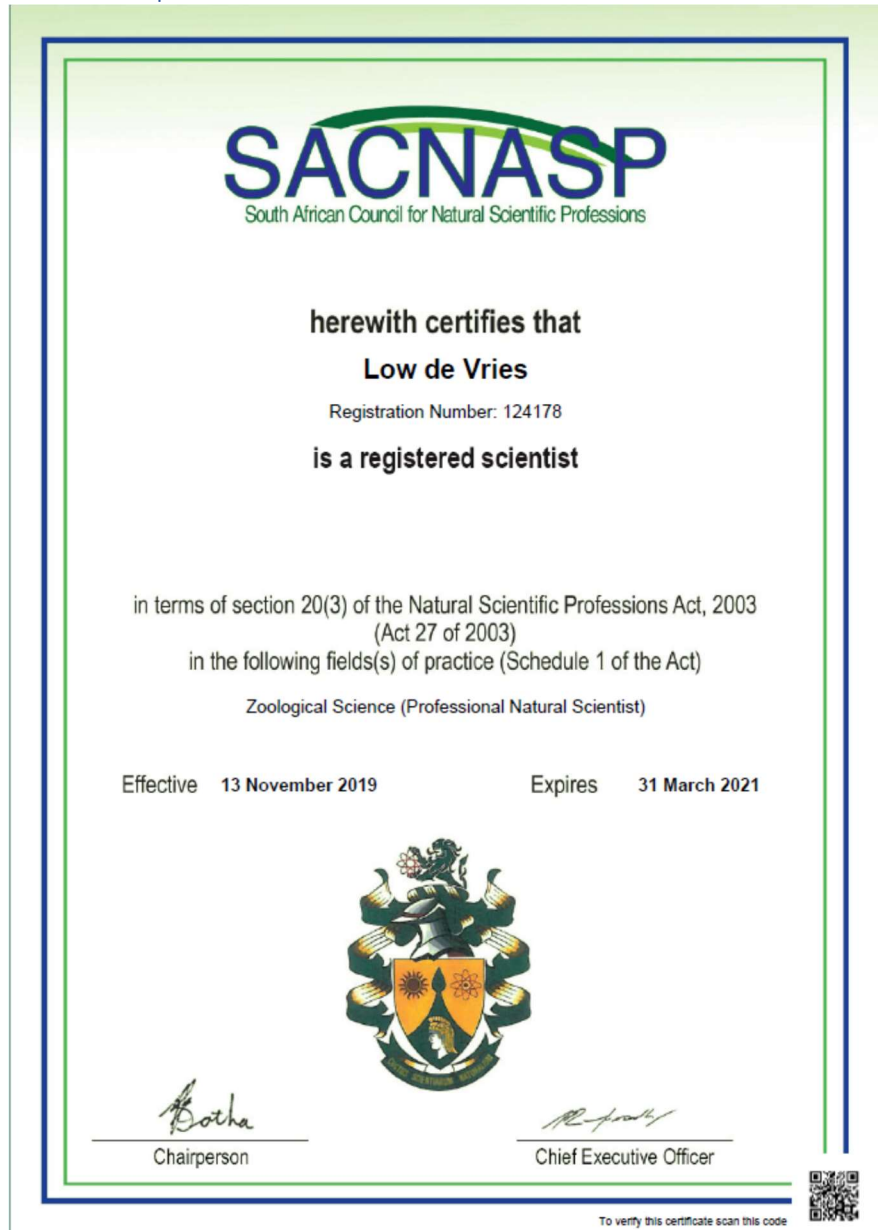 SACNASP
South African Council for Natural Scientific Professions
herewith certifies that
Low de Vries
Registration Number: 124178
is a registered scientist
in terms of section 20(3) of the Natural Scientific Professions Act, 2003
(Act 27 of 2003)
in the following fields(s) of practice (Schedule 1 of the Act)
Zoological Science (Professional Natural Scientist)
Effective 13 November 2019 Expires 31 March 2021
Botha
Chairperson Chief Executive Officer
To verify this certificate scan this code